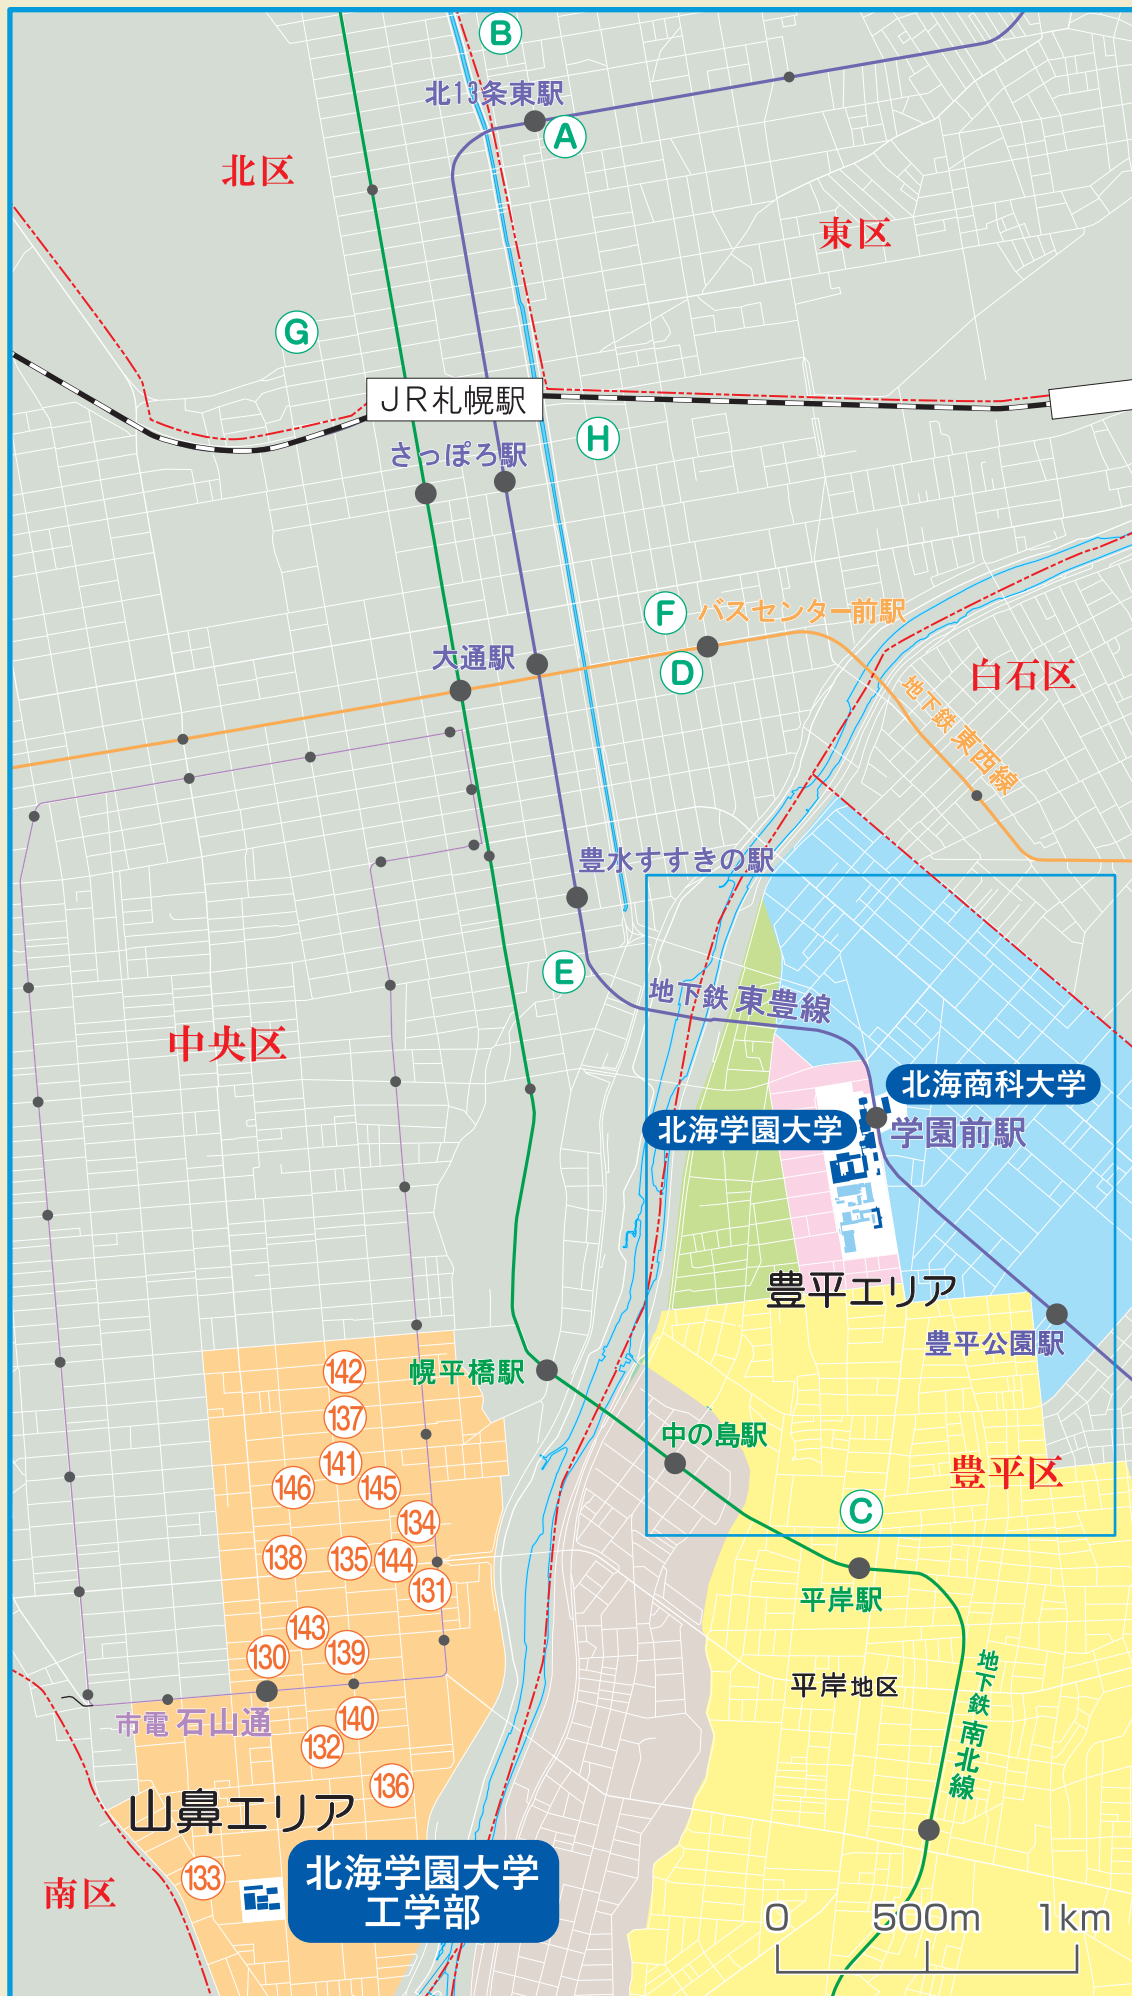 B
北13条東駅
A
北区
東区
G
JR札幌駅
さっぽろ駅
H
F
バスセンター前駅
大通駅
D
白石区
地下鉄 東西線
豊水すすきの駅
E
地下鉄 東豊線
中央区
北海商科大学
北海学園大学
学園前駅
豊平エリア
豊平公園駅
142
幌平橋駅
137
中の島駅
141
146
145
豊平区
134
C
138
135
144
131
平岸駅
143
130
139
平岸地区
地下鉄 南北線
140
市電 石山通
132
136
山鼻エリア
133
北海学園大学
工学部
南区
0 500m 1km